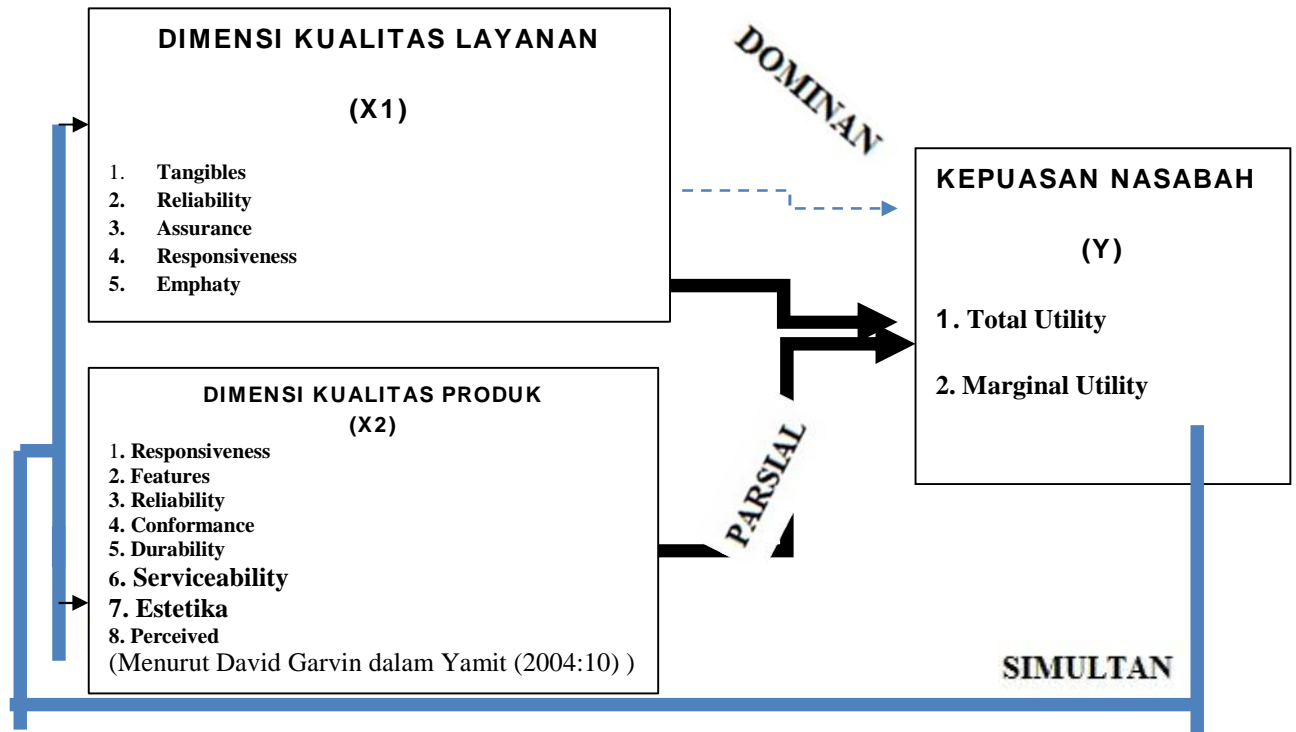 DIMENSI KUALITAS LAYANAN
(X1)
1. Tangibles
2. Reliability
3. Assurance
4. Responsiveness
5. Emphaty
DOMINAN
KEPUASAN NASABAH
(Y)
1. Total Utility
2. Marginal Utility
DIMENSI KUALITAS PRODUK
(X2)
1. Responsiveness
2. Features
3. Reliability
4. Conformance
5. Durability
6. Serviceability
7. Estetika
8. Perceived
(Menurut David Garvin dalam Yamit (2004:10) )
PARSIAL
SIMULTAN